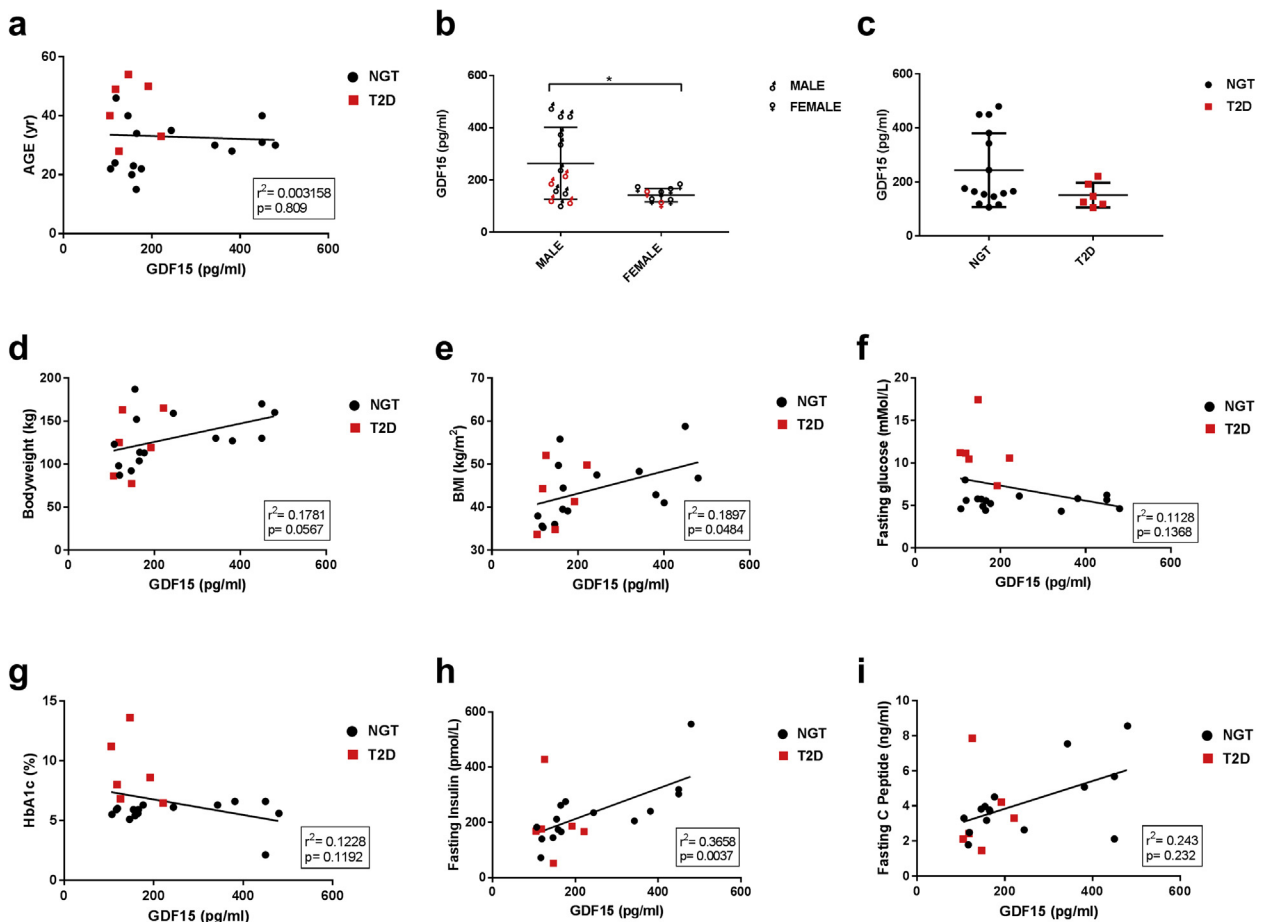 a
60
40
20
0
AGE (yr)
0 200 400 600
GDF15 (pg/ml)
NGT
T2D
r2= 0.003158
p= 0.809
b
600
400
200
0
GDF15 (pg/ml)
*
MALE
FEMALE
♂ MALE
♀ FEMALE
c
600
400
200
0
GDF15 (pg/ml)
NGT
T2D
NGT
T2D
d
200
150
100
50
0
Bodyweight (kg)
0 200 400 600
GDF15 (pg/ml)
NGT
T2D
r2= 0.1781
p= 0.0567
e
70
60
50
40
30
BMI (kg/m2)
0 200 400 600
GDF15 (pg/ml)
NGT
T2D
r2= 0.1897
p= 0.0484
f
20
15
10
5
0
Fasting glucose (mMol/L)
0 200 400 600
GDF15 (pg/ml)
NGT
T2D
r2= 0.1128
p= 0.1368
g
15
10
5
0
HbA1c (%)
0 200 400 600
GDF15 (pg/ml)
NGT
T2D
r2= 0.1228
p= 0.1192
h
600
400
200
0
Fasting Insulin (pmol/L)
0 200 400 600
GDF15 (pg/ml)
NGT
T2D
r2= 0.3658
p= 0.0037
i
10
8
6
4
2
0
Fasting C Peptide (ng/ml)
0 200 400 600
GDF15 (pg/ml)
NGT
T2D
r2= 0.243
p= 0.232